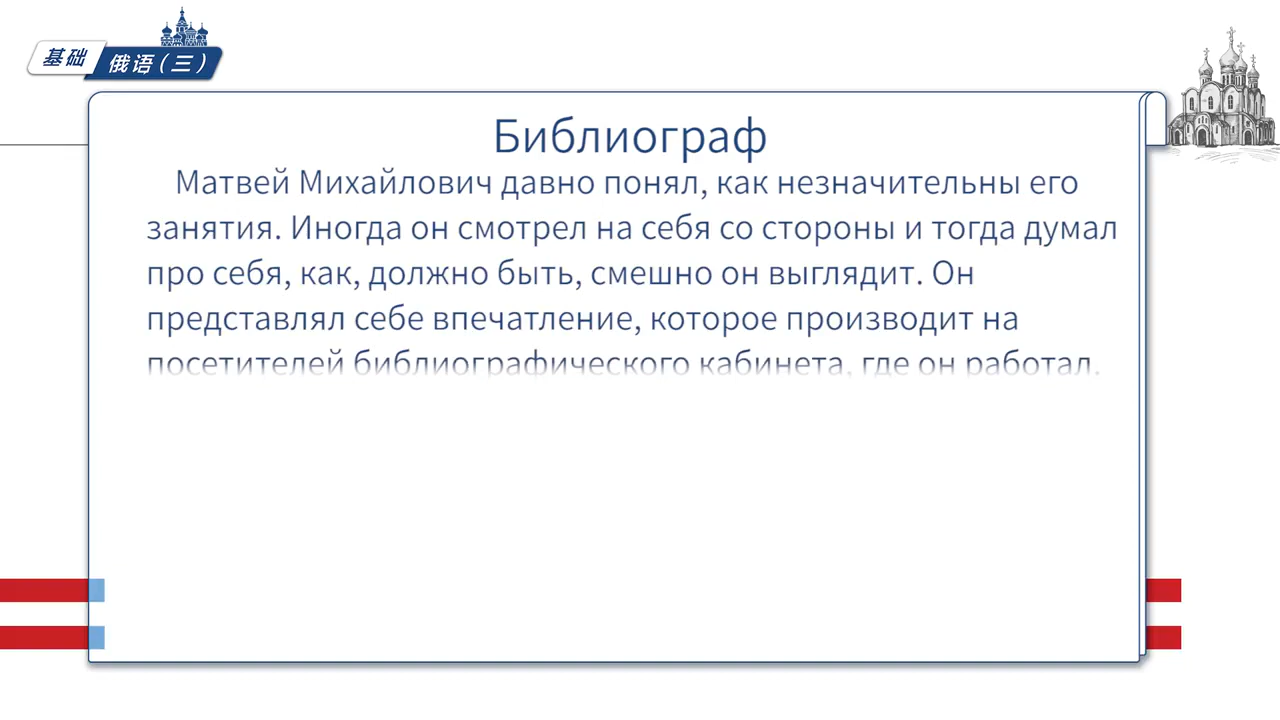 基础 俄语(三)
Библиограф
Матвей Михайлович давно понял, как незначительны его
занятия. Иногда он смотрел на себя со стороны и тогда думал
про себя, как, должно быть, смешно он выглядит. Он
представлял себе впечатление, которое производит на
посетителей библиографического кабинета, где он работал.